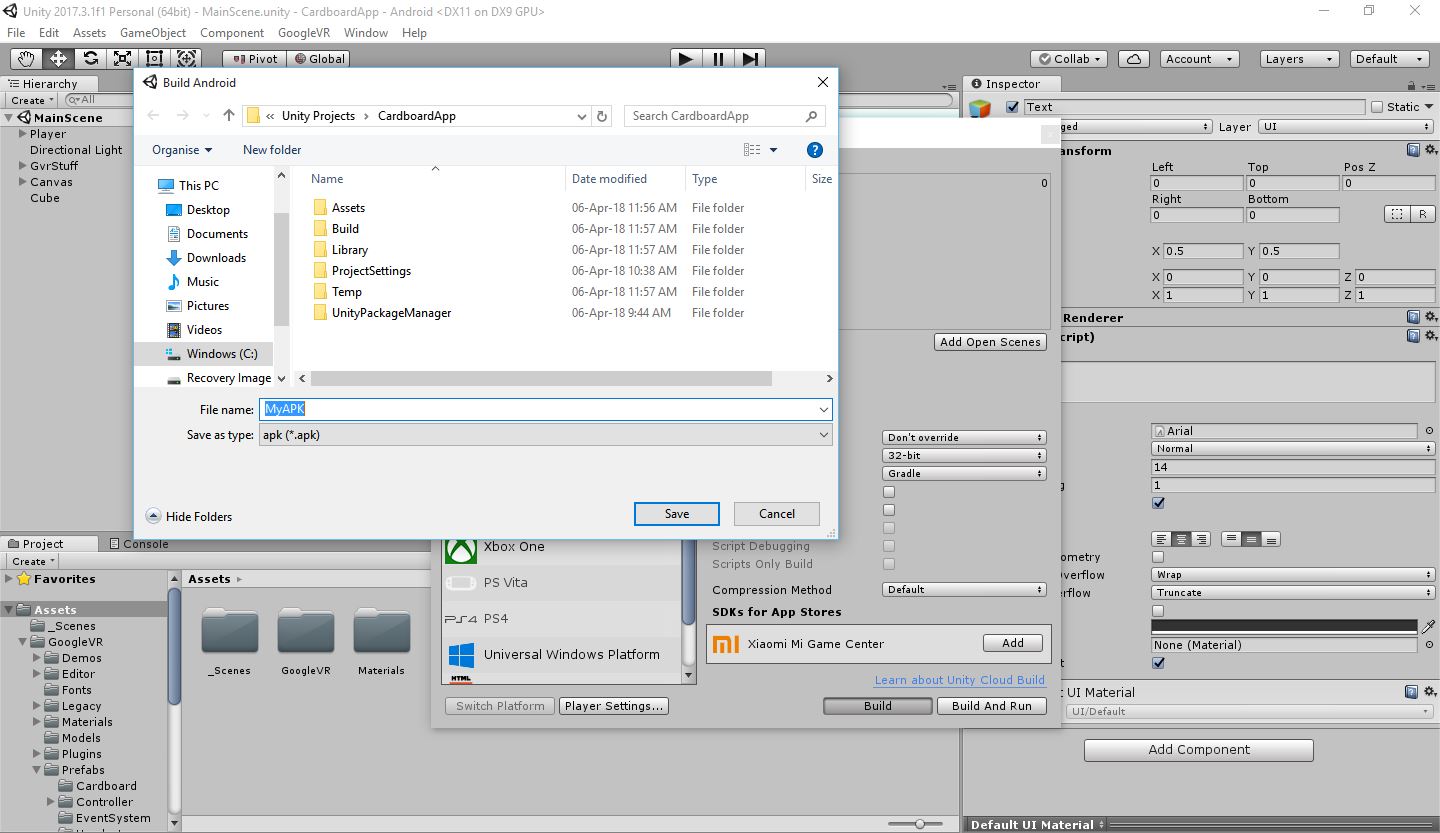 Unity 2017.3.1f1 Personal (64bit) - MainScene.unity - CardboardApp - Android <DX11 on DX9 GPU>
File Edit Assets GameObject Component GoogleVR Window Help
Pivot Global Collab Account Layers Default
Hierarchy
Create All
MainScene
Player
Directional Light
GvrStuff
Canvas
Cube
Build Android
« Unity Projects > CardboardApp
Search CardboardApp
Organise New folder
This PC
Desktop
Documents
Downloads
Music
Pictures
Videos
Windows (C:)
Recovery Image
Name Date modified Type Size
Assets 06-Apr-18 11:56 AM File folder
Build 06-Apr-18 11:57 AM File folder
Library 06-Apr-18 11:57 AM File folder
ProjectSettings 06-Apr-18 10:38 AM File folder
Temp 06-Apr-18 11:57 AM File folder
UnityPackageManager 06-Apr-18 9:44 AM File folder
File name: MyAPK
Save as type: apk (*.apk)
Hide Folders
Save Cancel
0
Add Open Scenes
Don't override
32-bit
Gradle
Script Debugging
Scripts Only Build
Compression Method Default
SDKs for App Stores
Xiaomi Mi Game Center Add
Learn about Unity Cloud Build
Build Build And Run
Xbox One
PS Vita
PS4 PS4
Universal Windows Platform
HTML
Switch Platform Player Settings...
Inspector
Text Static
ged Layer UI
ansform
Left Top Pos Z
0 0 0
Right Bottom
0 0 R
X 0.5 Y 0.5
X 0 Y 0 Z 0
X 1 Y 1 Z 1
Renderer
cript)
Arial
Normal
14
g 1
ometry
verflow Wrap
rflow Truncate
None (Material)
t
t UI Material
UI/Default
Add Component
Default UI Material
Project Console
Create
Favorites
Assets
_Scenes
GoogleVR
Demos
Editor
Fonts
Legacy
Materials
Models
Plugins
Prefabs
Cardboard
Controller
EventSystem
Assets
_Scenes GoogleVR Materials